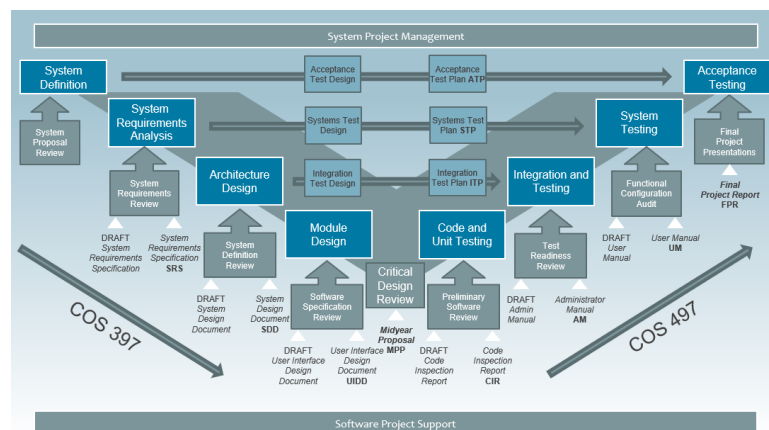 System Project Management
System
Definition
Acceptance
Test Design
Acceptance
Test Plan ATP
Acceptance
Testing
System
Proposal
Review
System
Requirements
Analysis
Systems Test
Design
Systems Test
Plan STP
System
Testing
Final
Project
Presentations
System
Requirements
Review
Architecture
Design
Integration
Test Design
Integration
Test Plan ITP
Integration and
Testing
Functional
Configuration
Audit
Final
Project Report
FPR
DRAFT
System
Requirements
Specification
System
Requirements
Specification
SRS
System
Definition
Review
Module
Design
Code and
Unit Testing
Test
Readiness
Review
DRAFT
User
Manual
User Manual
UM
COS 397
DRAFT
System
Design
Document
System
Design
Document
SDD
Software
Specification
Review
Critical
Design
Review
Preliminary
Software
Review
DRAFT
Admin
Manual
Administrator
Manual
AM
COS 497
DRAFT
User Interface
Design
Document
User Interface
Design
Document
UIDD
Midyear
Proposal
MPP
DRAFT
Code
Inspection
Report
Code
Inspection
Report
CIR
Software Project Support